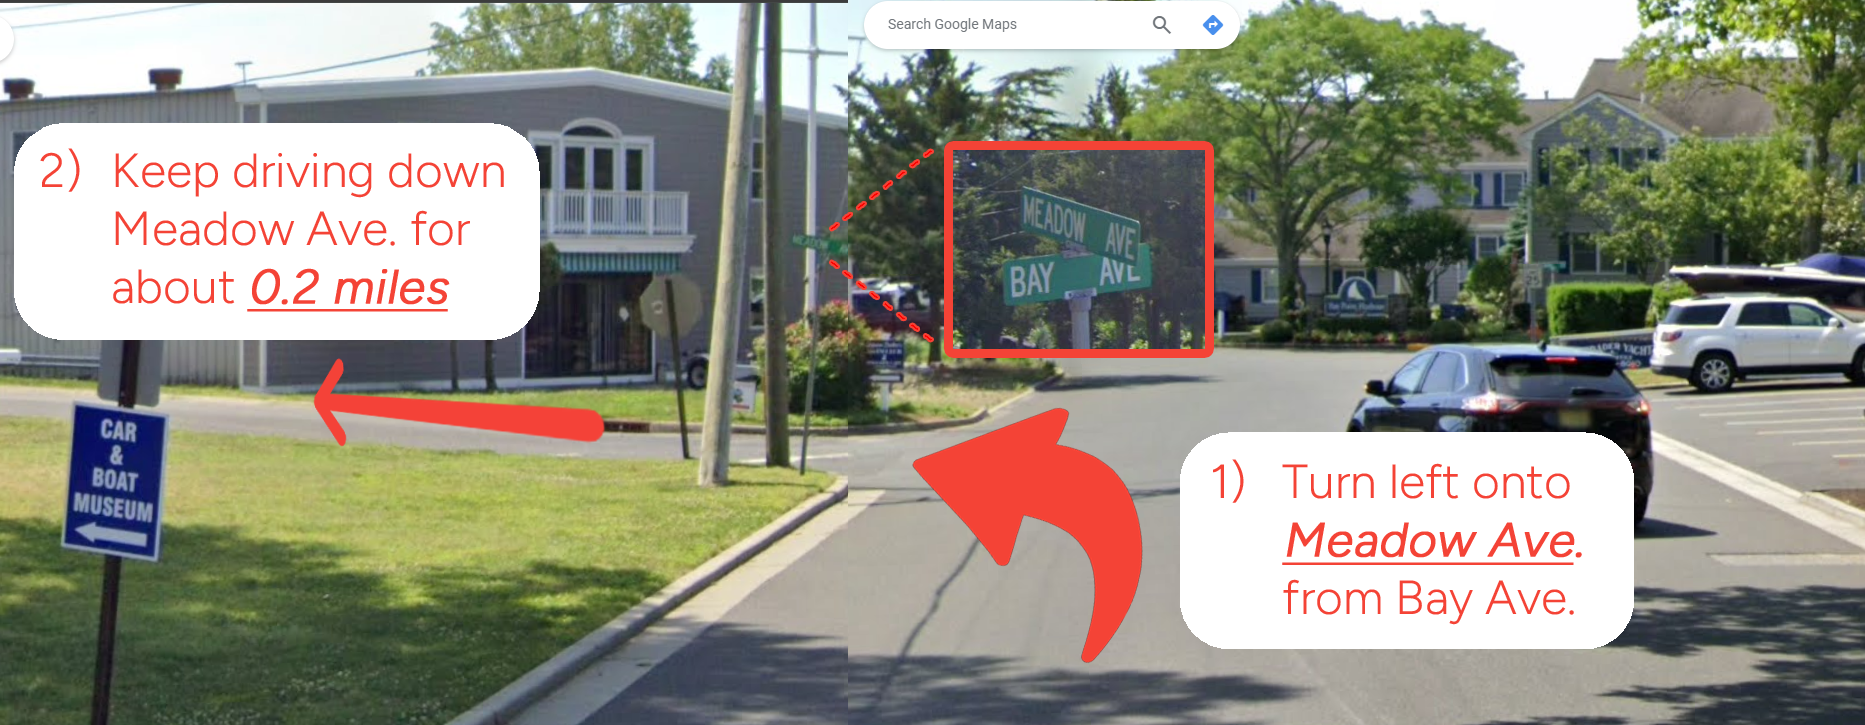 Search Google Maps
2) Keep driving down
Meadow Ave. for
about 0.2 miles
MEADOW AVE
BAY AVE
CAR
&
BOAT
MUSEUM
1) Turn left onto
Meadow Ave.
from Bay Ave.
MEADOW